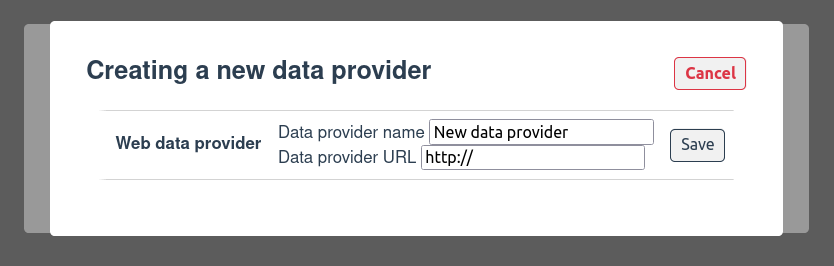 Creating a new data provider
Cancel
Web data provider
Data provider name New data provider
Data provider URL http://
Save